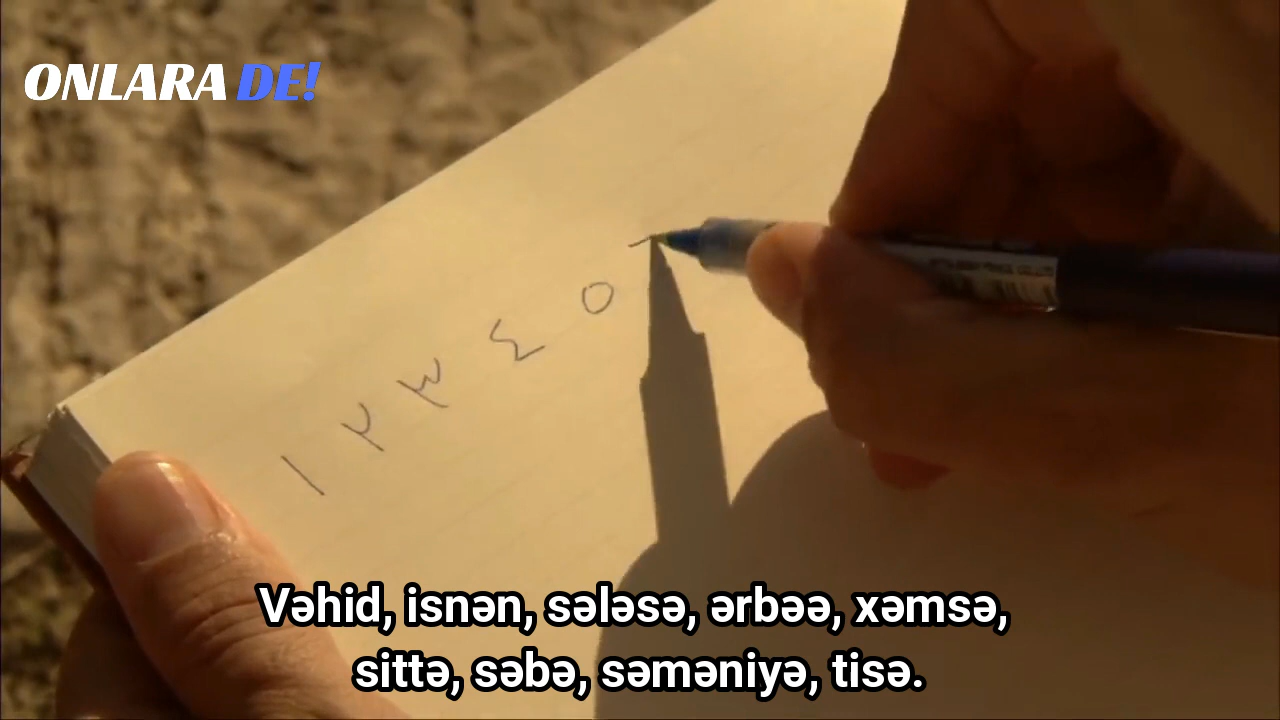 ONLARA DE!
١ ٢ ٣ ٤ ٥
Vəhid, isnən, sələsə, ərbəə, xəmsə,
sittə, səbə, səməniyə, tisə.